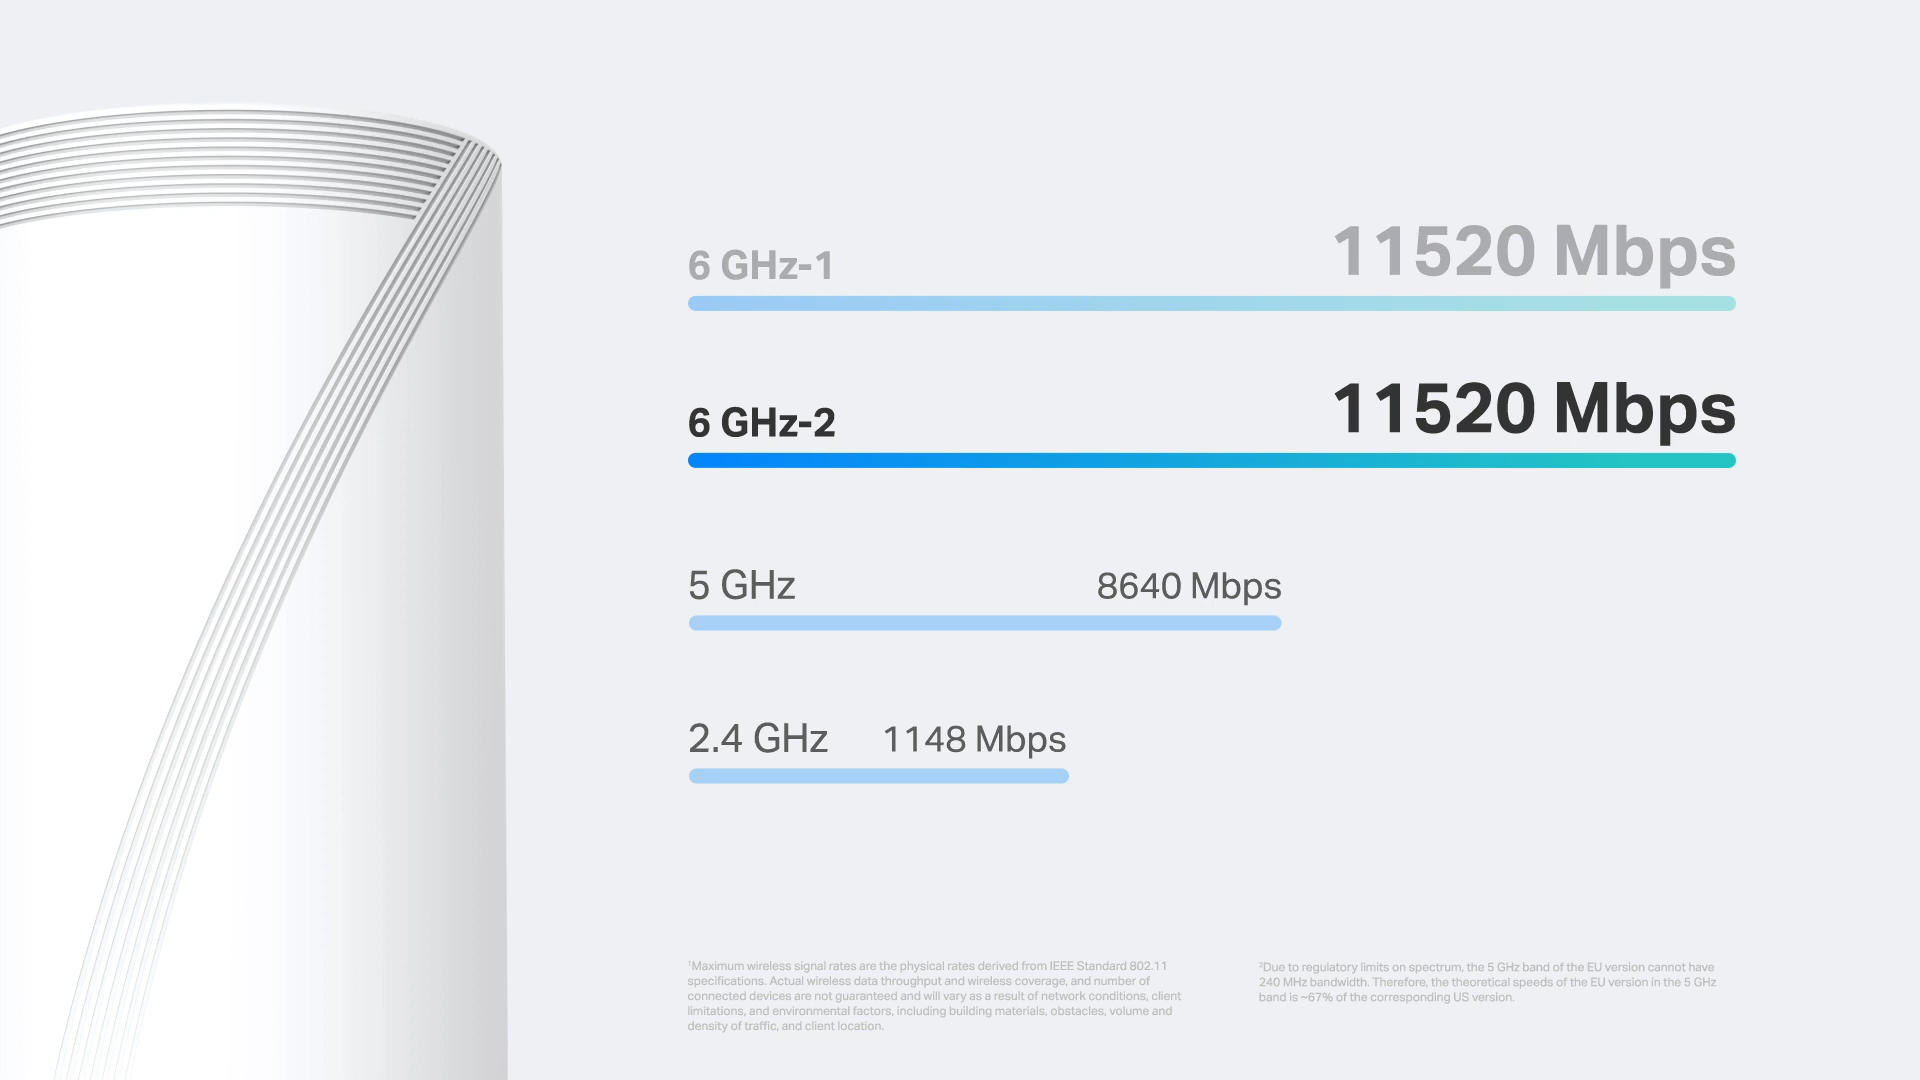 6 GHz-1 11520 Mbps
6 GHz-2 11520 Mbps
5 GHz 8640 Mbps
2.4 GHz 1148 Mbps
¹Maximum wireless signal rates are the physical rates derived from IEEE Standard 802.11
specifications. Actual wireless data throughput and wireless coverage, and number of
connected devices are not guaranteed and will vary as a result of network conditions, client
limitations, and environmental factors, including building materials, obstacles, volume and
density of traffic, and client location.
²Due to regulatory limits on spectrum, the 5 GHz band of the EU version cannot have
240 MHz bandwidth. Therefore, the theoretical speeds of the EU version in the 5 GHz
band is ~67% of the corresponding US version.